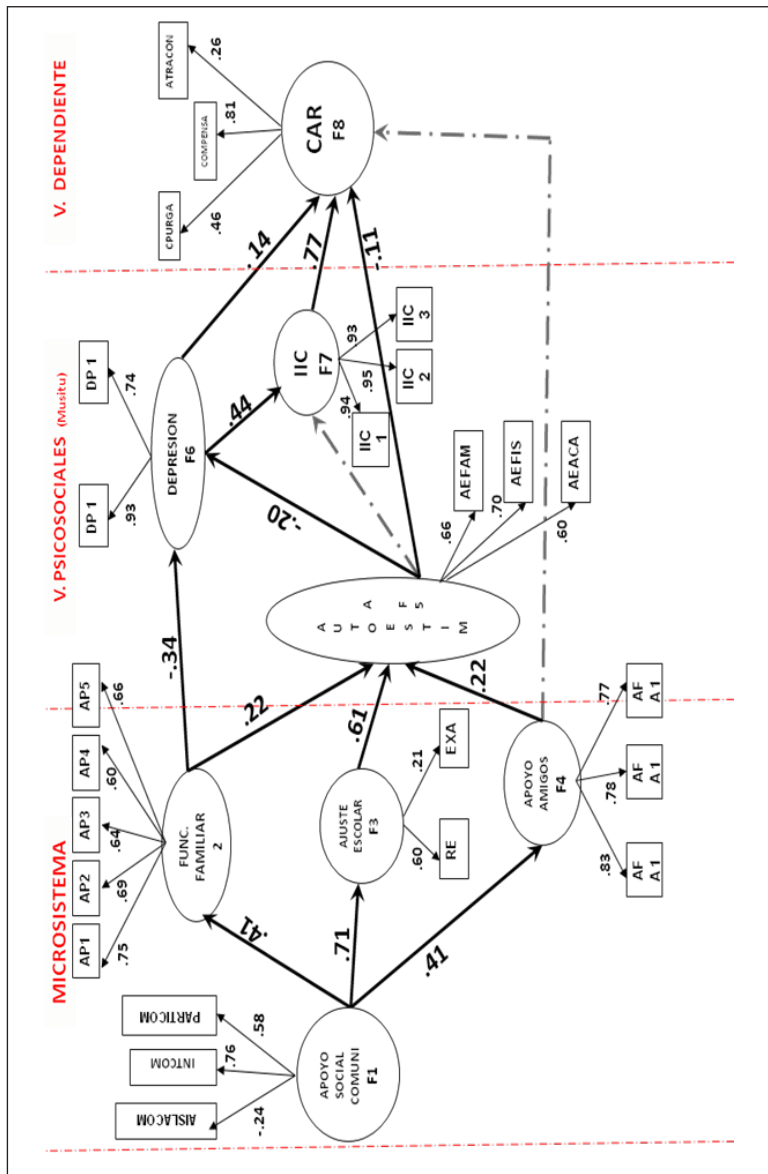 MICROSISTEMA
V. PSICOSOCIALES (Musitu)
V. DEPENDIENTE
AISLACOM
INTCOM
PARTICOM
-.24
.76
.58
APOYO
SOCIAL
COMUNI
F1
.41
.71
.41
AP1
AP2
AP3
AP4
AP5
.75
.69
.64
.60
.66
FUNC.
FAMILIAR
2
AJUSTE
ESCOLAR
F3
.60
.21
RE
EXA
APOYO
AMIGOS
F4
.83
.78
.77
AF
A 1
AF
A 1
AF
A 1
-.34
.22
.61
.22
A A
U F
T 5
O
E
S
T
I
M
.66
.70
.60
AEFAM
AEFIS
AEACA
-.20
DP 1
DP 1
.93
.74
DEPRESION
F6
.44
IIC
F7
.94
.95
.93
IIC
1
IIC
2
IIC
3
.14
.77
-.11
CPURGA
COMPENSA
ATRACON
.46
.81
.26
CAR
F8